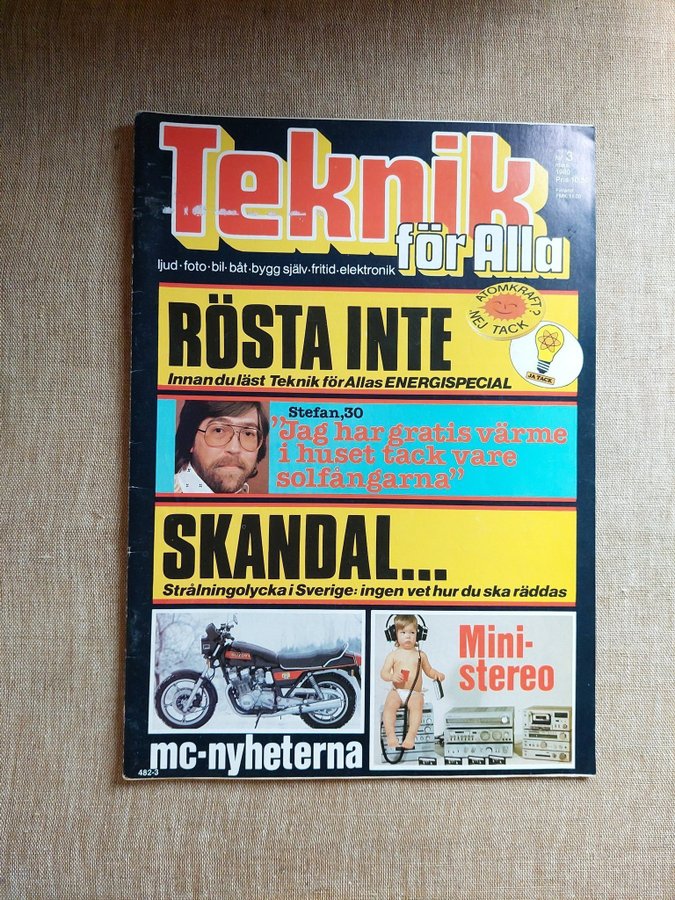 Teknik
för Alla
Nr 3
1980
Finland
ljud·foto·bil·båt·bygg själv·fritid·elektronik
ATOMKRAFT?
NEJ TACK
RÖSTA INTE
JA TACK
Innan du läst Teknik för Allas ENERGISPECIAL
Stefan, 30
"Jag har gratis värme
i huset tack vare
solfångarna"
SKANDAL...
Strålningolycka i Sverige: ingen vet hur du ska räddas
SUZUKI
Mini-
stereo
mc-nyheterna
482-3